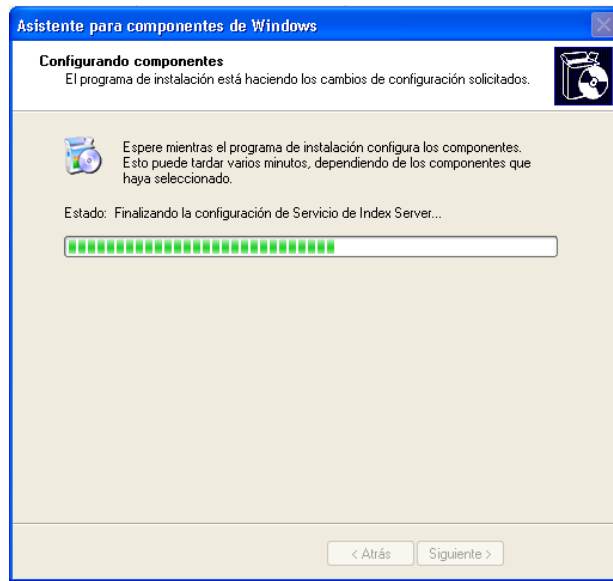 Asistente para componentes de Windows
Configurando componentes
El programa de instalación está haciendo los cambios de configuración solicitados.
Espere mientras el programa de instalación configura los componentes.
Esto puede tardar varios minutos, dependiendo de los componentes que
haya seleccionado.
Estado: Finalizando la configuración de Servicio de Index Server...
< Atrás
Siguiente >